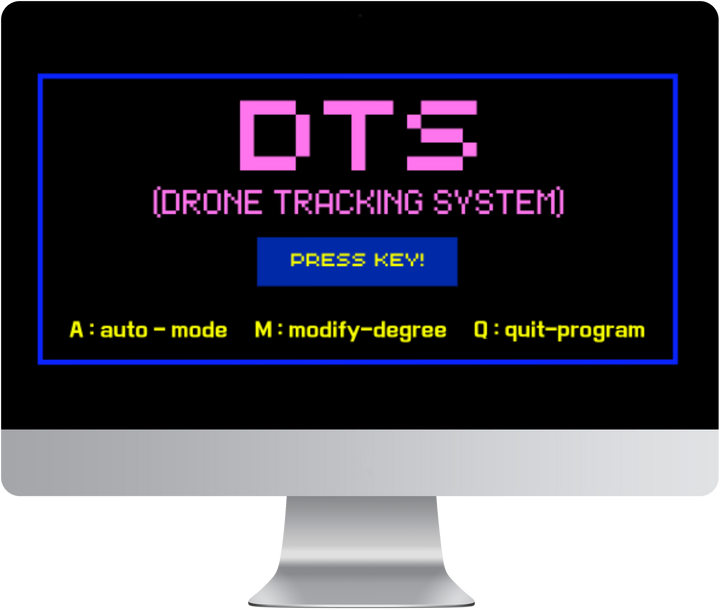 DTS
(DRONE TRACKING SYSTEM)
PRESS KEY!
A : auto - mode M : modify-degree Q : quit-program